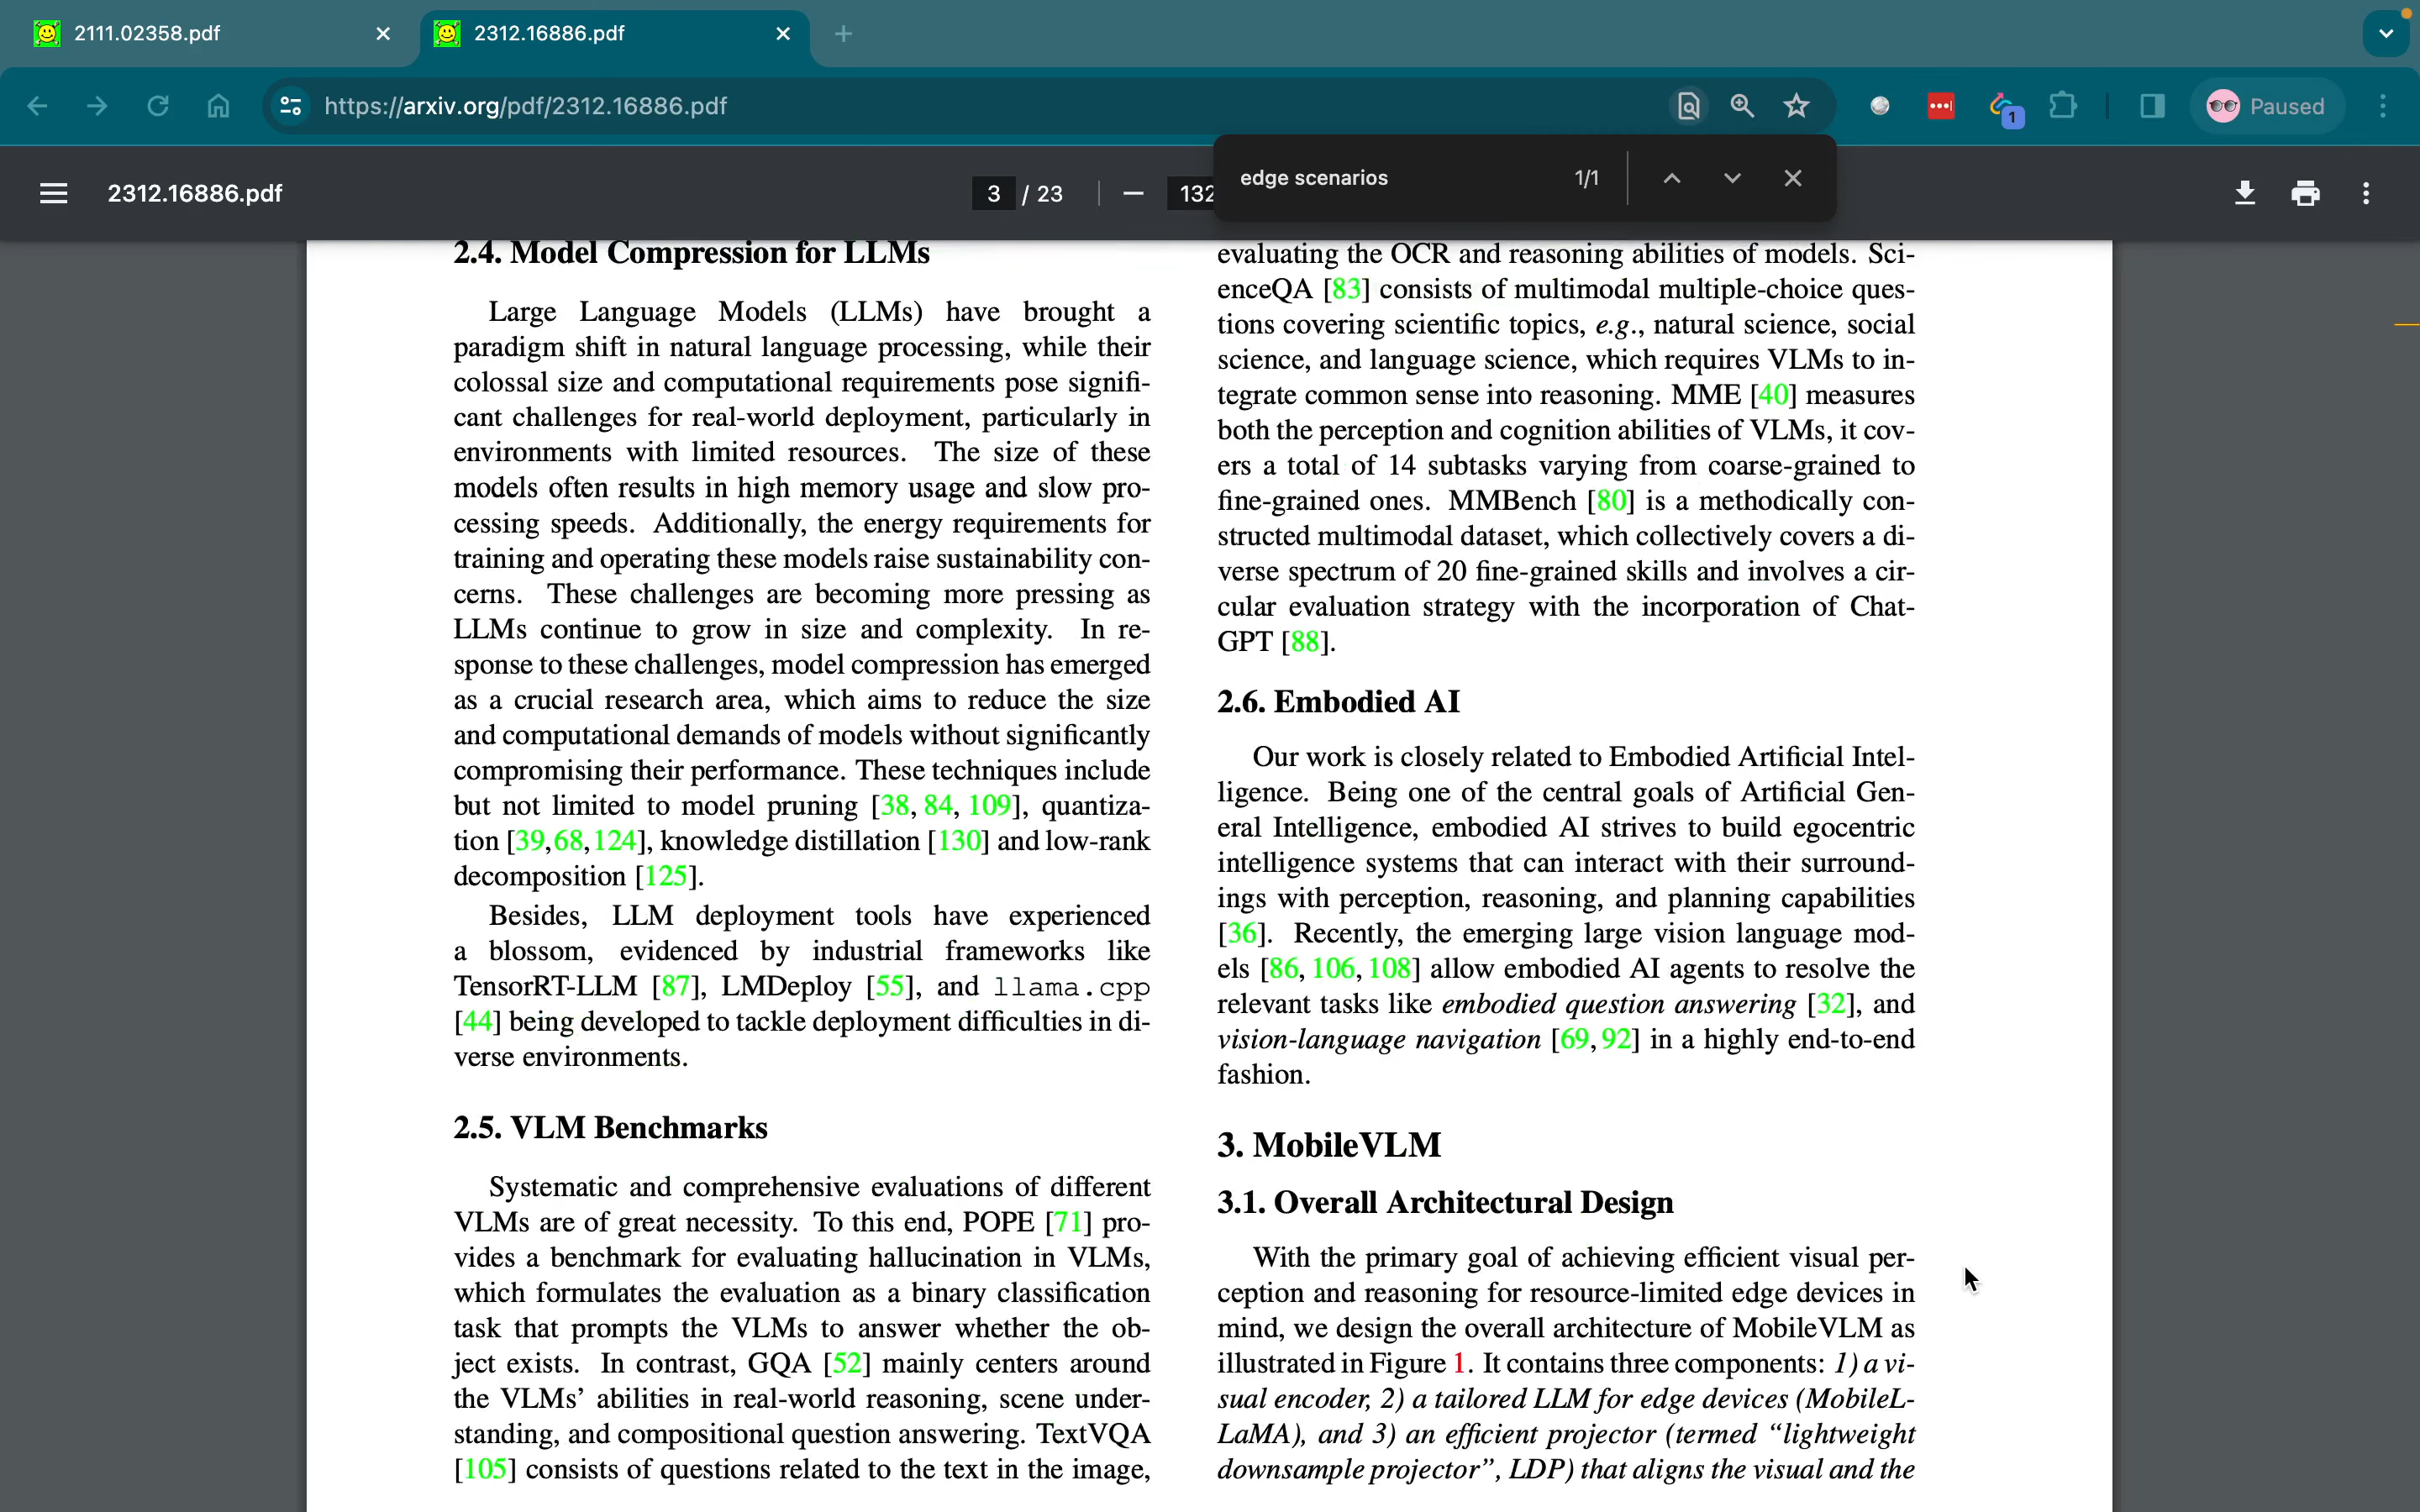 2111.02358.pdf
2312.16886.pdf
https://arxiv.org/pdf/2312.16886.pdf
1
Paused
2312.16886.pdf
3 / 23
132
edge scenarios
1/1
2.4. Model Compression for LLMs
Large Language Models (LLMs) have brought a
paradigm shift in natural language processing, while their
colossal size and computational requirements pose signifi-
cant challenges for real-world deployment, particularly in
environments with limited resources. The size of these
models often results in high memory usage and slow pro-
cessing speeds. Additionally, the energy requirements for
training and operating these models raise sustainability con-
cerns. These challenges are becoming more pressing as
LLMs continue to grow in size and complexity. In re-
sponse to these challenges, model compression has emerged
as a crucial research area, which aims to reduce the size
and computational demands of models without significantly
compromising their performance. These techniques include
but not limited to model pruning [38, 84, 109], quantiza-
tion [39,68,124], knowledge distillation [130] and low-rank
decomposition [125].
Besides, LLM deployment tools have experienced
a blossom, evidenced by industrial frameworks like
TensorRT-LLM [87], LMDeploy [55], and llama.cpp
[44] being developed to tackle deployment difficulties in di-
verse environments.
2.5. VLM Benchmarks
Systematic and comprehensive evaluations of different
VLMs are of great necessity. To this end, POPE [71] pro-
vides a benchmark for evaluating hallucination in VLMs,
which formulates the evaluation as a binary classification
task that prompts the VLMs to answer whether the ob-
ject exists. In contrast, GQA [52] mainly centers around
the VLMs’ abilities in real-world reasoning, scene under-
standing, and compositional question answering. TextVQA
[105] consists of questions related to the text in the image,
evaluating the OCR and reasoning abilities of models. Sci-
enceQA [83] consists of multimodal multiple-choice ques-
tions covering scientific topics, e.g., natural science, social
science, and language science, which requires VLMs to in-
tegrate common sense into reasoning. MME [40] measures
both the perception and cognition abilities of VLMs, it cov-
ers a total of 14 subtasks varying from coarse-grained to
fine-grained ones. MMBench [80] is a methodically con-
structed multimodal dataset, which collectively covers a di-
verse spectrum of 20 fine-grained skills and involves a cir-
cular evaluation strategy with the incorporation of Chat-
GPT [88].
2.6. Embodied AI
Our work is closely related to Embodied Artificial Intel-
ligence. Being one of the central goals of Artificial Gen-
eral Intelligence, embodied AI strives to build egocentric
intelligence systems that can interact with their surround-
ings with perception, reasoning, and planning capabilities
[36]. Recently, the emerging large vision language mod-
els [86, 106, 108] allow embodied AI agents to resolve the
relevant tasks like embodied question answering [32], and
vision-language navigation [69, 92] in a highly end-to-end
fashion.
3. MobileVLM
3.1. Overall Architectural Design
With the primary goal of achieving efficient visual per-
ception and reasoning for resource-limited edge devices in
mind, we design the overall architecture of MobileVLM as
illustrated in Figure 1. It contains three components: 1) a vi-
sual encoder, 2) a tailored LLM for edge devices (MobileL-
LaMA), and 3) an efficient projector (termed “lightweight
downsample projector”, LDP) that aligns the visual and the